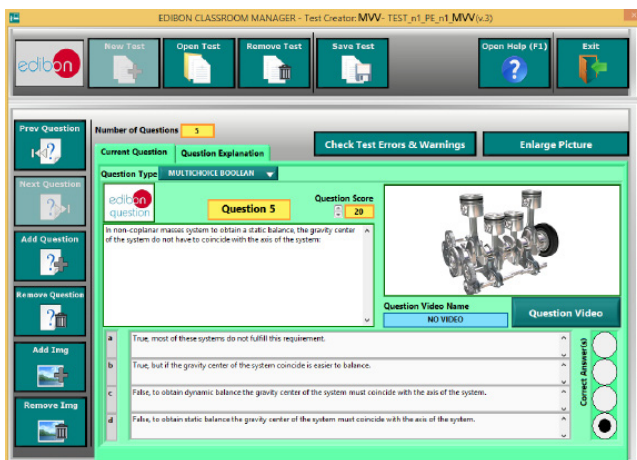 EDIBON CLASSROOM MANAGER - Test Creator: MVV- TEST_n1_PE_n1_MVV(v.3)
edibon
New Test
Open Test
Remove Test
Save Test
Open Help (F1)
Exit
Prev Question
Next Question
Add Question
Remove Question
Add Img
Remove Img
Number of Questions 5
Check Test Errors & Warnings
Enlarge Picture
Current Question
Question Explanation
Question Type MULTICHOICE BOOLEAN
edibon
question
Question 5
Question Score
20
In non-coplanar masses system to obtain a static balance, the gravity center
of the system do not have to coincide with the axis of the system:
Question Video Name
NO VIDEO
Question Video
a True, most of these systems do not fulfill this requirement.
b True, but if the gravity center of the system coincide is easier to balance.
c False, to obtain dynamic balance the gravity center of the system must coincide with the axis of the system.
d False, to obtain static balance the gravity center of the system must coincide with the axis of the system.
Correct Answer(s)